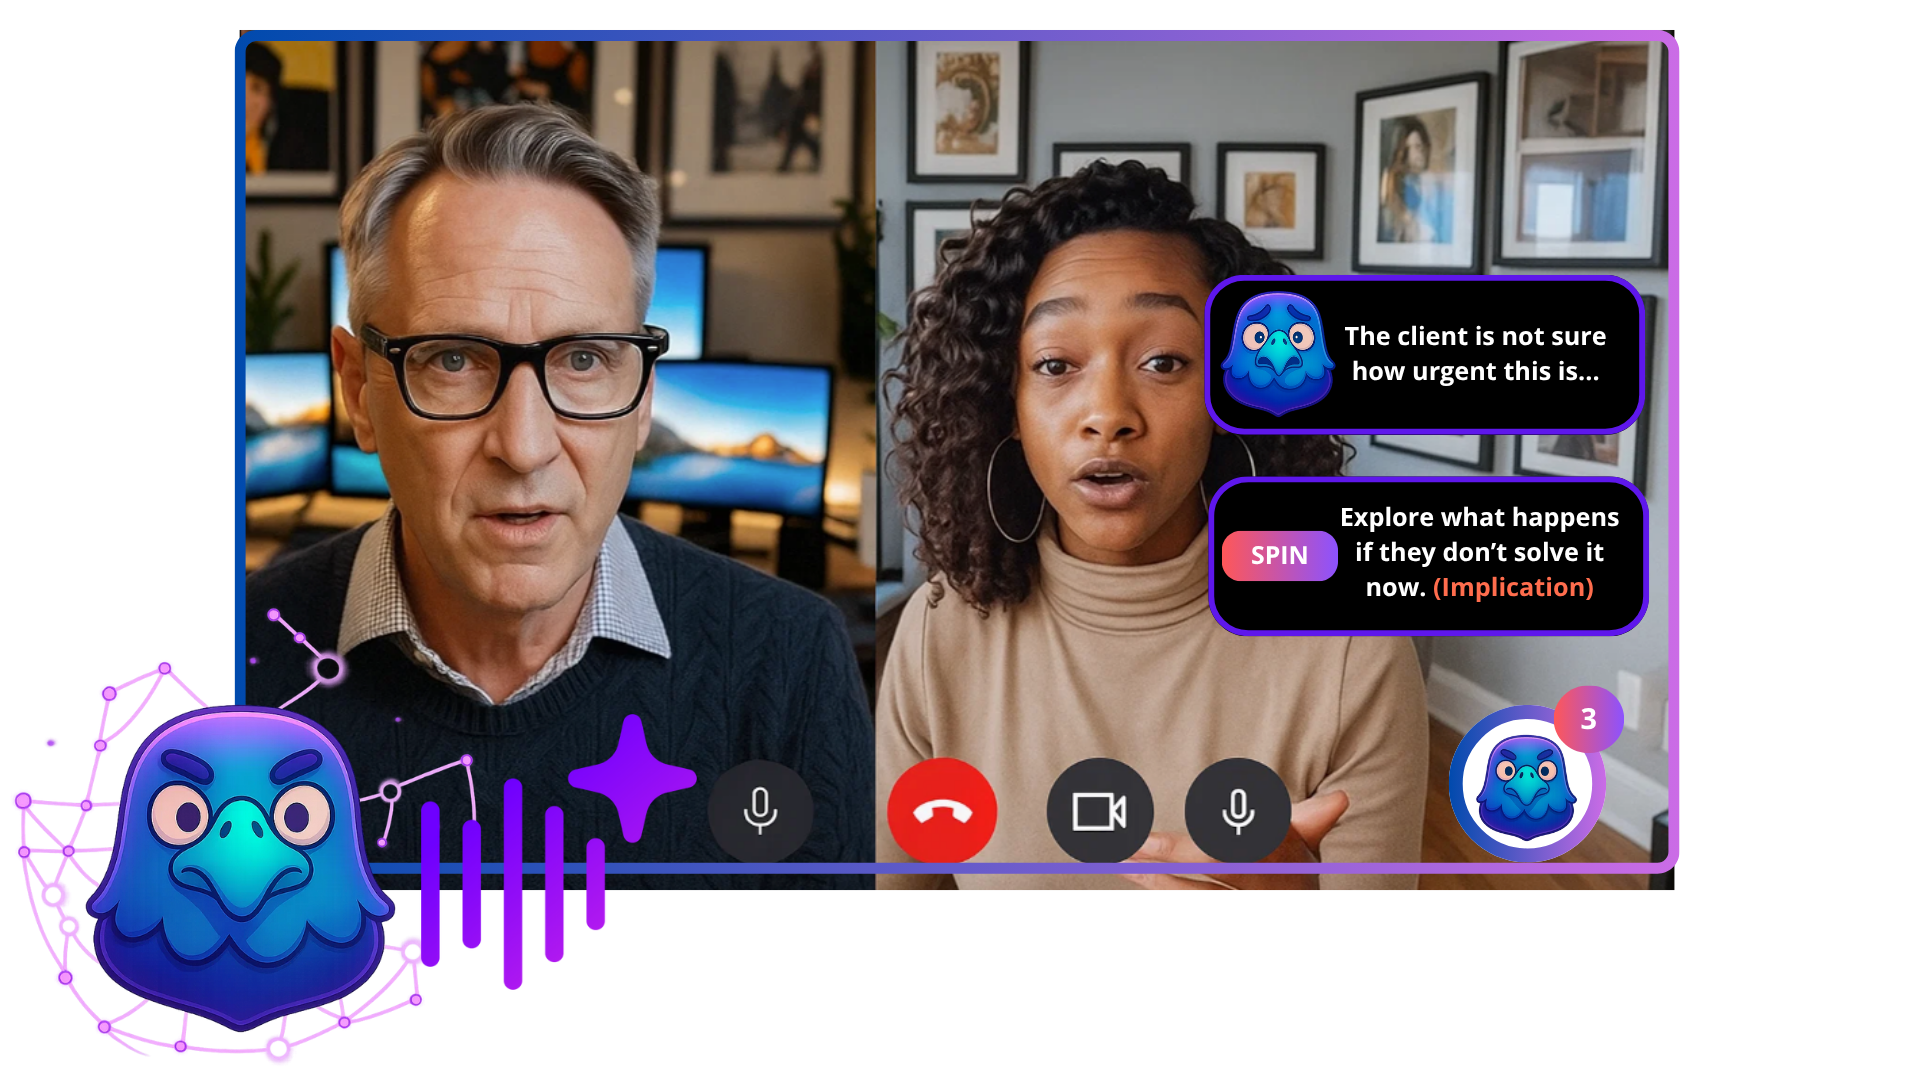 The client is not sure
how urgent this is...
SPIN
Explore what happens
if they don’t solve it
now. (Implication)
3